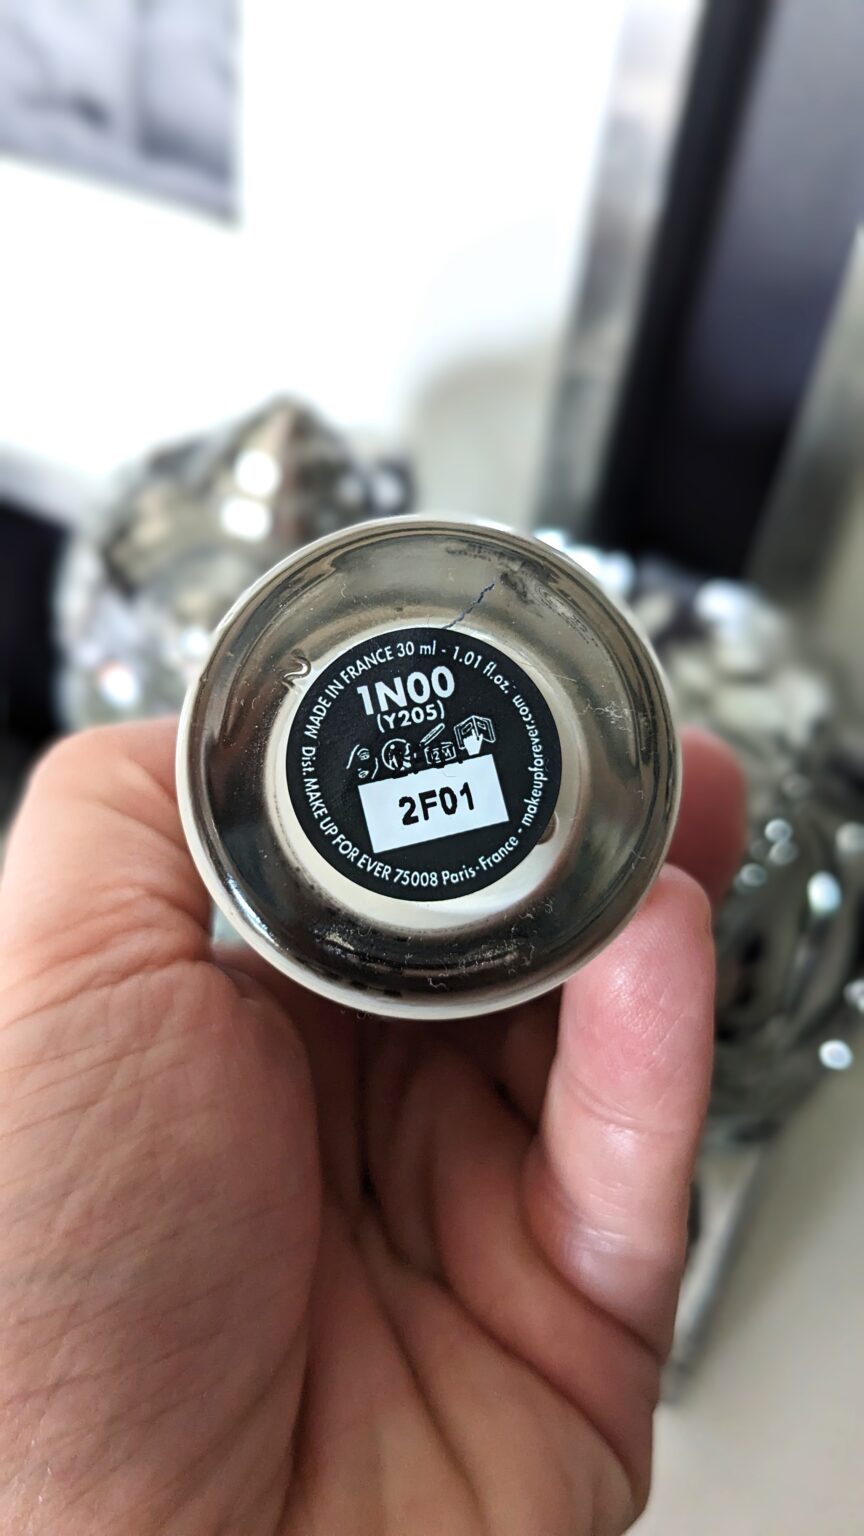 MADE IN FRANCE 30 ml - 1.01 fl.oz.
1N00
(Y205)
2F01
Dist. MAKE UP FOR EVER 75008 Paris-France - makeupforever.com